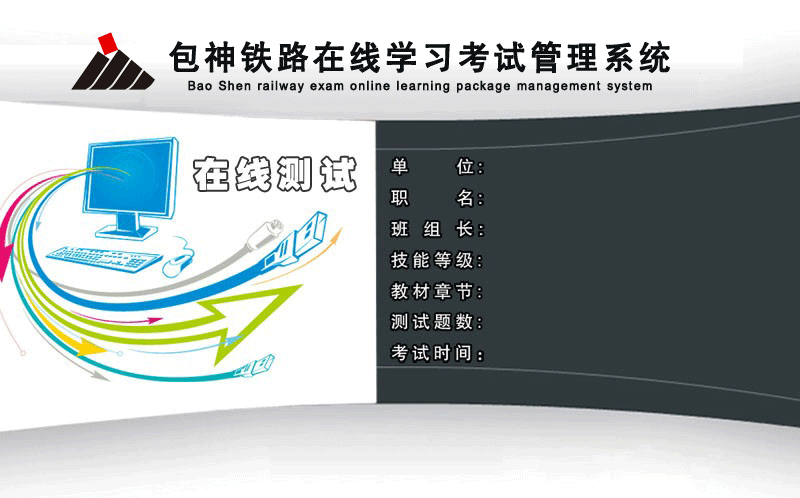 包神铁路在线学习考试管理系统
Bao Shen railway exam online learning package management system
在线测试
单 位:
职 名:
班 组 长:
技能等级:
教材章节:
测试题数:
考试时间: